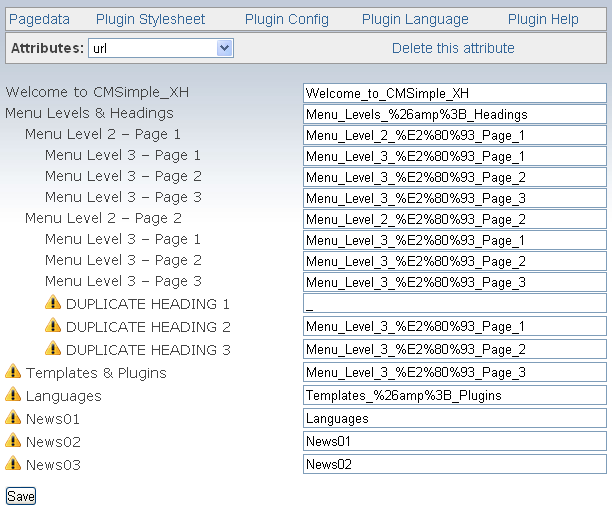 Pagedata Plugin Stylesheet Plugin Config Plugin Language Plugin Help
Attributes: url Delete this attribute
Welcome to CMSimple_XH Welcome_to_CMSimple_XH
Menu Levels & Headings Menu_Levels_%26amp%3B_Headings
Menu Level 2 – Page 1 Menu_Level_2_%E2%80%93_Page_1
Menu Level 3 – Page 1 Menu_Level_3_%E2%80%93_Page_1
Menu Level 3 – Page 2 Menu_Level_3_%E2%80%93_Page_2
Menu Level 3 – Page 3 Menu_Level_3_%E2%80%93_Page_3
Menu Level 2 – Page 2 Menu_Level_2_%E2%80%93_Page_2
Menu Level 3 – Page 1 Menu_Level_3_%E2%80%93_Page_1
Menu Level 3 – Page 2 Menu_Level_3_%E2%80%93_Page_2
Menu Level 3 – Page 3 Menu_Level_3_%E2%80%93_Page_3
DUPLICATE HEADING 1 _
DUPLICATE HEADING 2 Menu_Level_3_%E2%80%93_Page_1
DUPLICATE HEADING 3 Menu_Level_3_%E2%80%93_Page_2
Templates & Plugins Menu_Level_3_%E2%80%93_Page_3
Languages Templates_%26amp%3B_Plugins
News01 Languages
News02 News01
News03 News02
Save